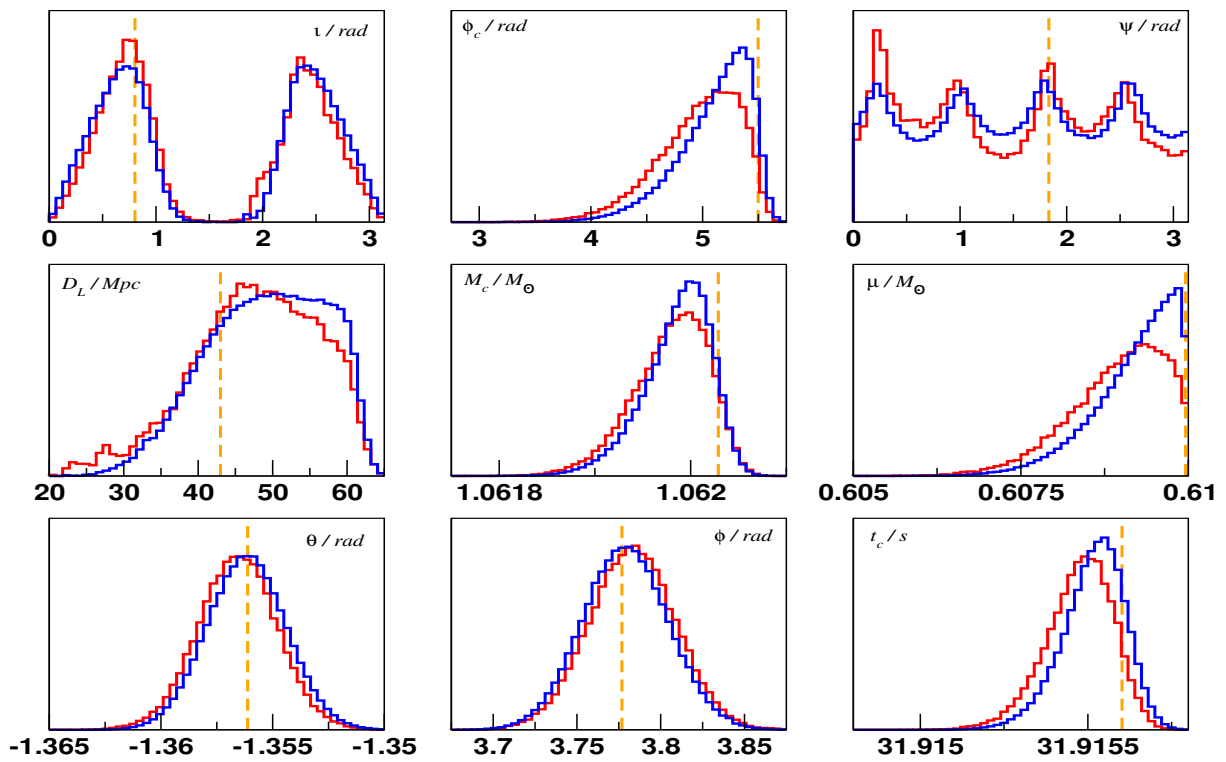 ι / rad
ϕc / rad
ψ / rad
0 1 2 3
3 4 5
0 1 2 3
DL / Mpc
Mc / M⊙
μ / M⊙
20 30 40 50 60
1.0618 1.062
0.605 0.6075 0.61
θ / rad
ϕ / rad
tc / s
-1.365 -1.36 -1.355 -1.35
3.7 3.75 3.8 3.85
31.915 31.9155